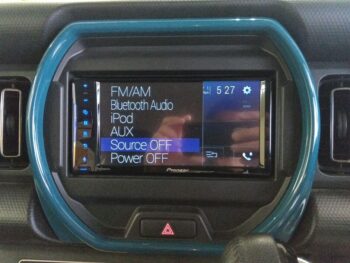 FM/AM
5 27
Bluetooth Audio
iPod
AUX
Source OFF
Power OFF
Pioneer